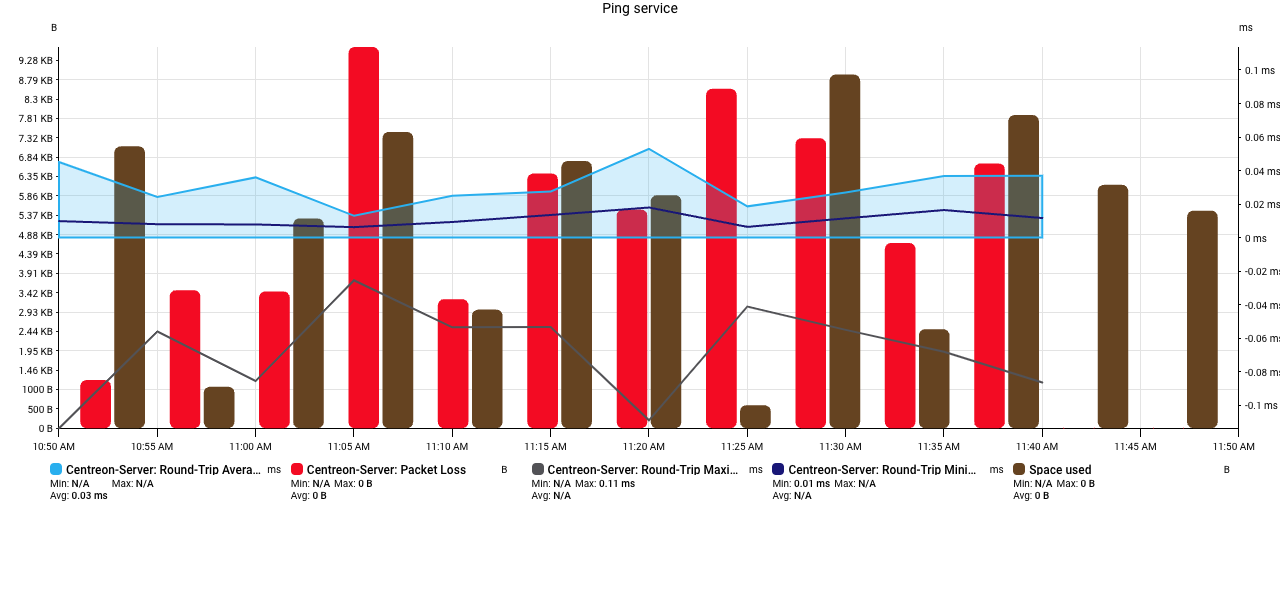 Ping service
B
ms
9.28 KB
8.79 KB
8.3 KB
7.81 KB
7.32 KB
6.84 KB
6.35 KB
5.86 KB
5.37 KB
4.88 KB
4.39 KB
3.91 KB
3.42 KB
2.93 KB
2.44 KB
1.95 KB
1.46 KB
1000 B
500 B
0 B
0.1 ms
0.08 ms
0.06 ms
0.04 ms
0.02 ms
0 ms
-0.02 ms
-0.04 ms
-0.06 ms
-0.08 ms
-0.1 ms
10:50 AM 10:55 AM 11:00 AM 11:05 AM 11:10 AM 11:15 AM 11:20 AM 11:25 AM 11:30 AM 11:35 AM 11:40 AM 11:45 AM 11:50 AM
Centreon-Server: Round-Trip Avera... ms
Min: N/A Max: N/A
Avg: 0.03 ms
Centreon-Server: Packet Loss B
Min: N/A Max: 0 B
Avg: 0 B
Centreon-Server: Round-Trip Maxi... ms
Min: N/A Max: 0.11 ms
Avg: N/A
Centreon-Server: Round-Trip Mini... ms
Min: 0.01 ms Max: N/A
Avg: N/A
Space used B
Min: N/A Max: 0 B
Avg: 0 B